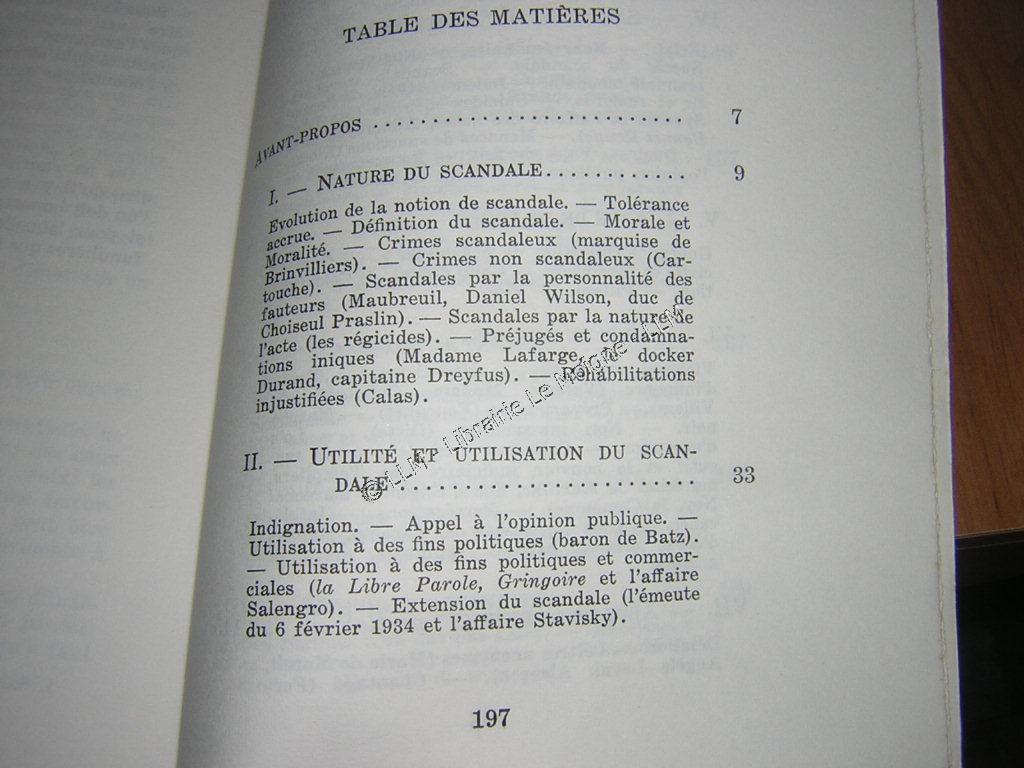 TABLE DES MATIÈRES
AVANT-PROPOS .......................... 7
I. — NATURE DU SCANDALE............ 9
Evolution de la notion de scandale. — Tolérance
accrue. — Définition du scandale. — Morale et
Moralité. — Crimes scandaleux (marquise de
Brinvilliers). — Crimes non scandaleux (Car-
touche). — Scandales par la personnalité des
fauteurs (Maubreuil, Daniel Wilson, duc de
Choiseul Praslin). — Scandales par la nature de
l'acte (les régicides). — Préjugés et condamna-
tions iniques (Madame Lafarge, le docker
Durand, capitaine Dreyfus). — Réhabilitations
injustifiées (Calas).
II. — UTILITÉ ET UTILISATION DU SCAN-
DALE ......................... 33
Indignation. — Appel à l'opinion publique. —
Utilisation à des fins politiques (baron de Batz).
— Utilisation à des fins politiques et commer-
ciales (la Libre Parole, Gringoire et l'affaire
Salengro). — Extension du scandale (l'émeute
du 6 février 1934 et l'affaire Stavisky).
197
© LLM - Librairie Le Moigne - LLM